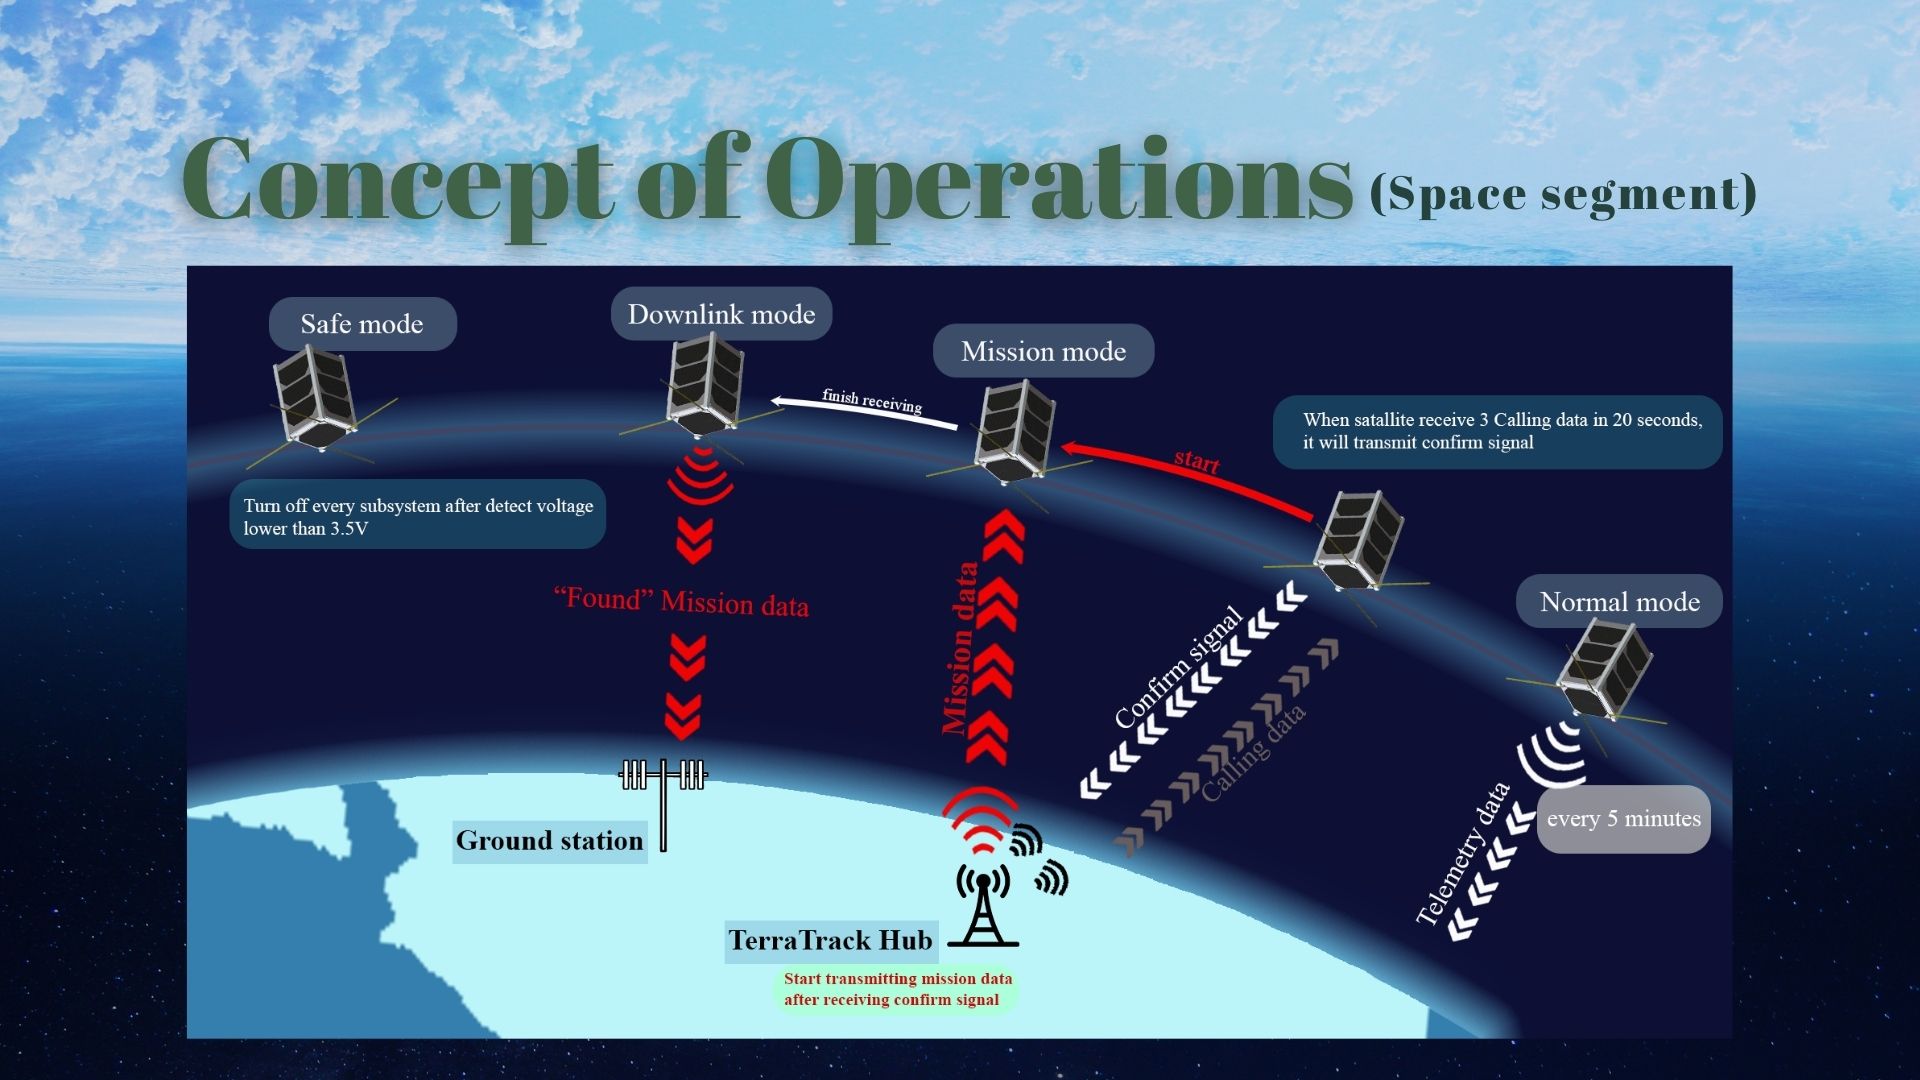 Concept of Operations (Space segment)
Safe mode
Downlink mode
Mission mode
finish receiving
start
When satallite receive 3 Calling data in 20 seconds,
it will transmit confirm signal
Turn off every subsystem after detect voltage
lower than 3.5V
“Found” Mission data
Mission data
Confirm signal
Calling data
Normal mode
Telemetry data
every 5 minutes
Ground station
TerraTrack Hub
Start transmitting mission data
after receiving confirm signal